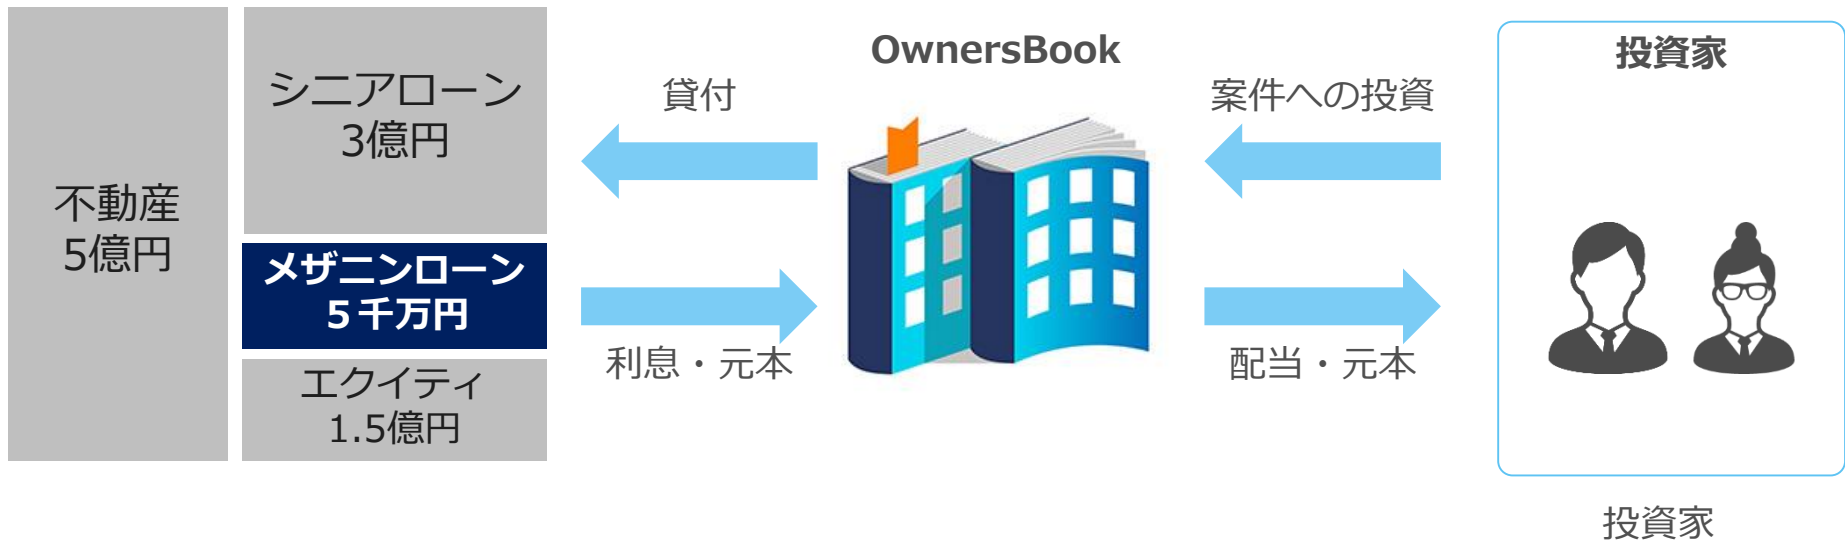 不動産
5億円
シニアローン
3億円
メザニンローン
５千万円
エクイティ
1.5億円
貸付
利息・元本
OwnersBook
案件への投資
配当・元本
投資家
投資家